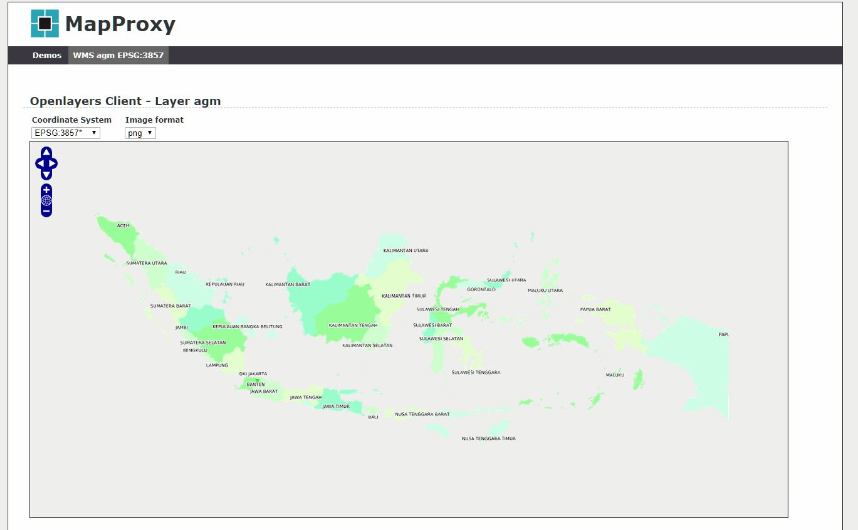 MapProxy
Demos WMS agm EPSG:3857
Openlayers Client - Layer agm
Coordinate System Image format
EPSG:3857* png
ACEH
KALIMANTAN UTARA
SUMATERA UTARA
RIAU
SULAWESI UTARA
KEPULAUAN RIAU
KALIMANTAN BARAT
GORONTALO
MALUKU UTARA
KALIMANTAN TIMUR
SUMATERA BARAT
SULAWESI TENGAH
PAPUA BARAT
JAMBI
KEPULAUAN BANGKA BELITUNG
KALIMANTAN TENGAH
SULAWESI BARAT
PAPU
SUMATERA SELATAN
KALIMANTAN SELATAN
SULAWESI SELATAN
BENGKULU
LAMPUNG
DKI JAKARTA
SULAWESI TENGGARA
MALUKU
BANTEN
JAWA BARAT
JAWA TENGAH
JAWA TIMUR
BALI
NUSA TENGGARA BARAT
NUSA TENGGARA TIMUR